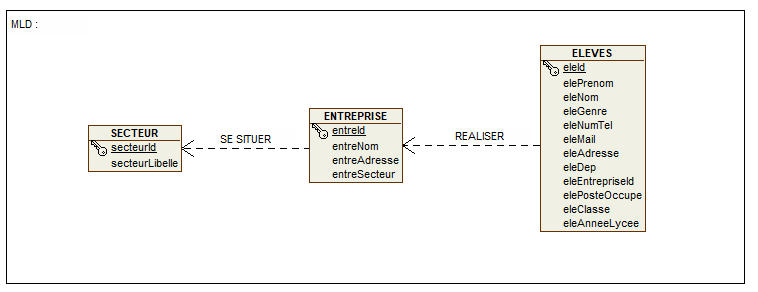 MLD :
SECTEUR
secteurId
secteurLibelle
SE SITUER
ENTREPRISE
entreId
entreNom
entreAdresse
entreSecteur
REALISER
ELEVES
eleId
elePrenom
eleNom
eleGenre
eleNumTel
eleMail
eleAdresse
eleDep
eleEntrepriseId
elePosteOccupe
eleClasse
eleAnneeLycee